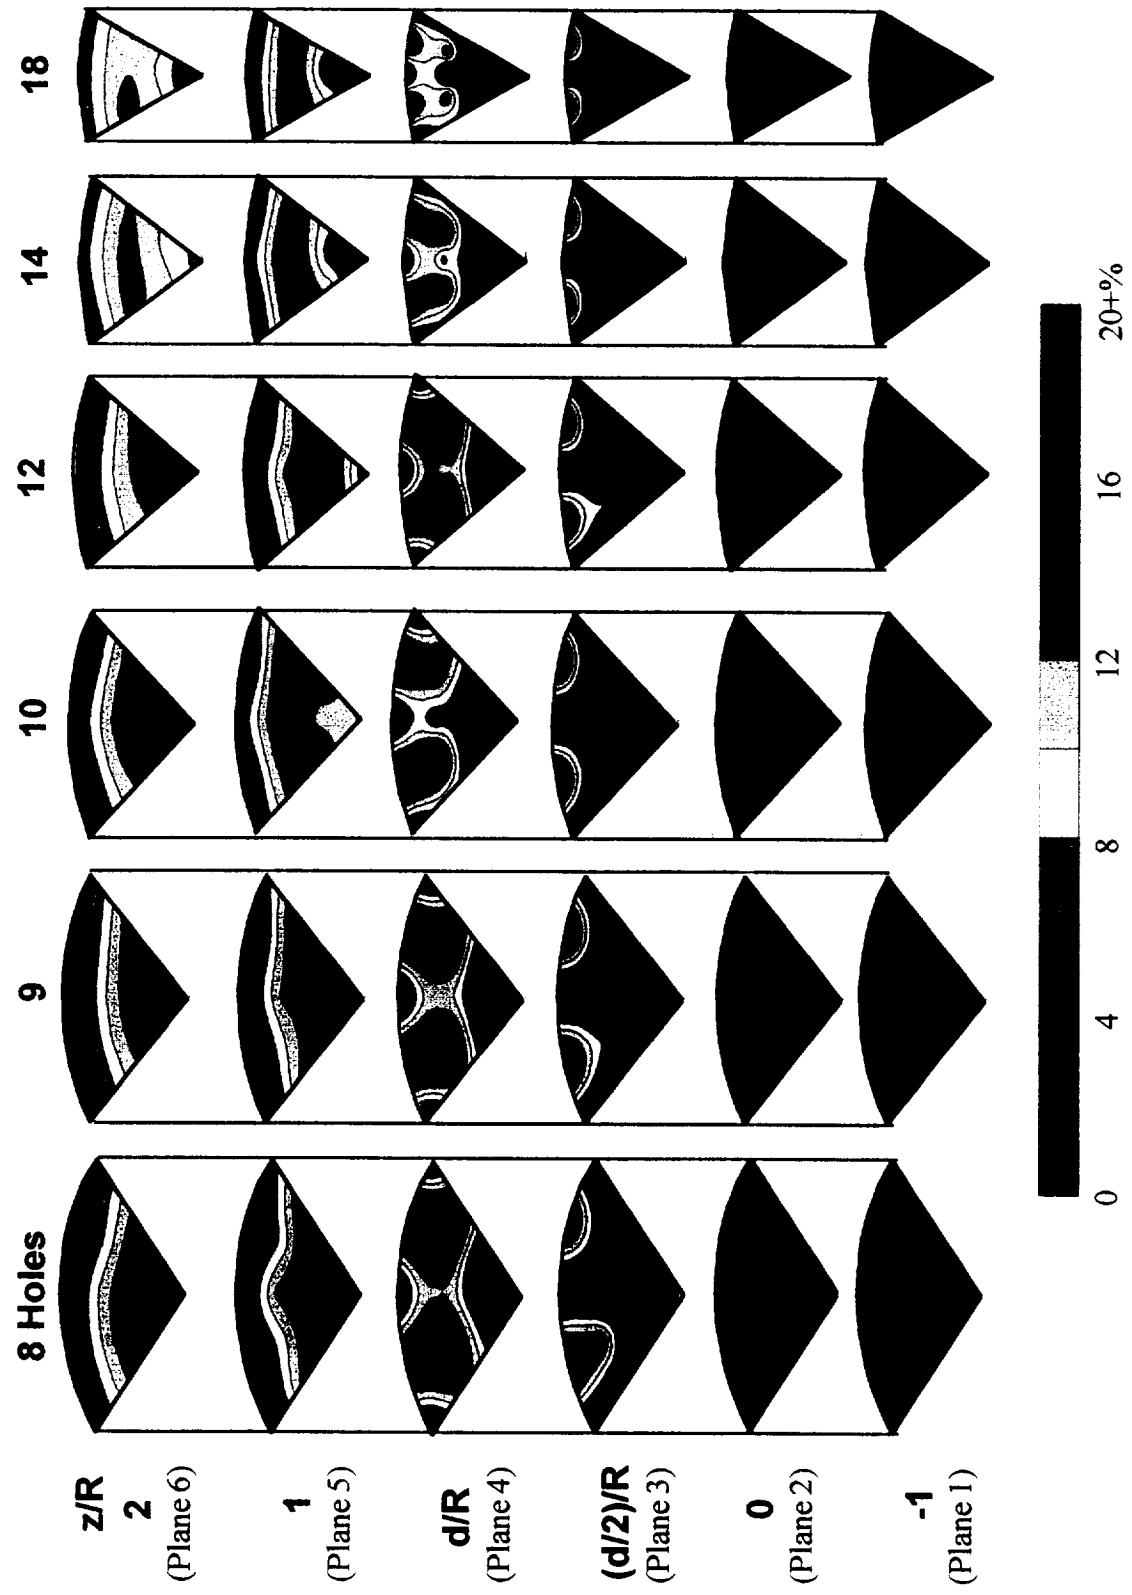 8 Holes 9 10 12 14 18
z/R
2
(Plane 6)
1
(Plane 5)
d/R
(Plane 4)
(d/2)/R
(Plane 3)
0
(Plane 2)
-1
(Plane 1)
0 4 8 12 16 20+%